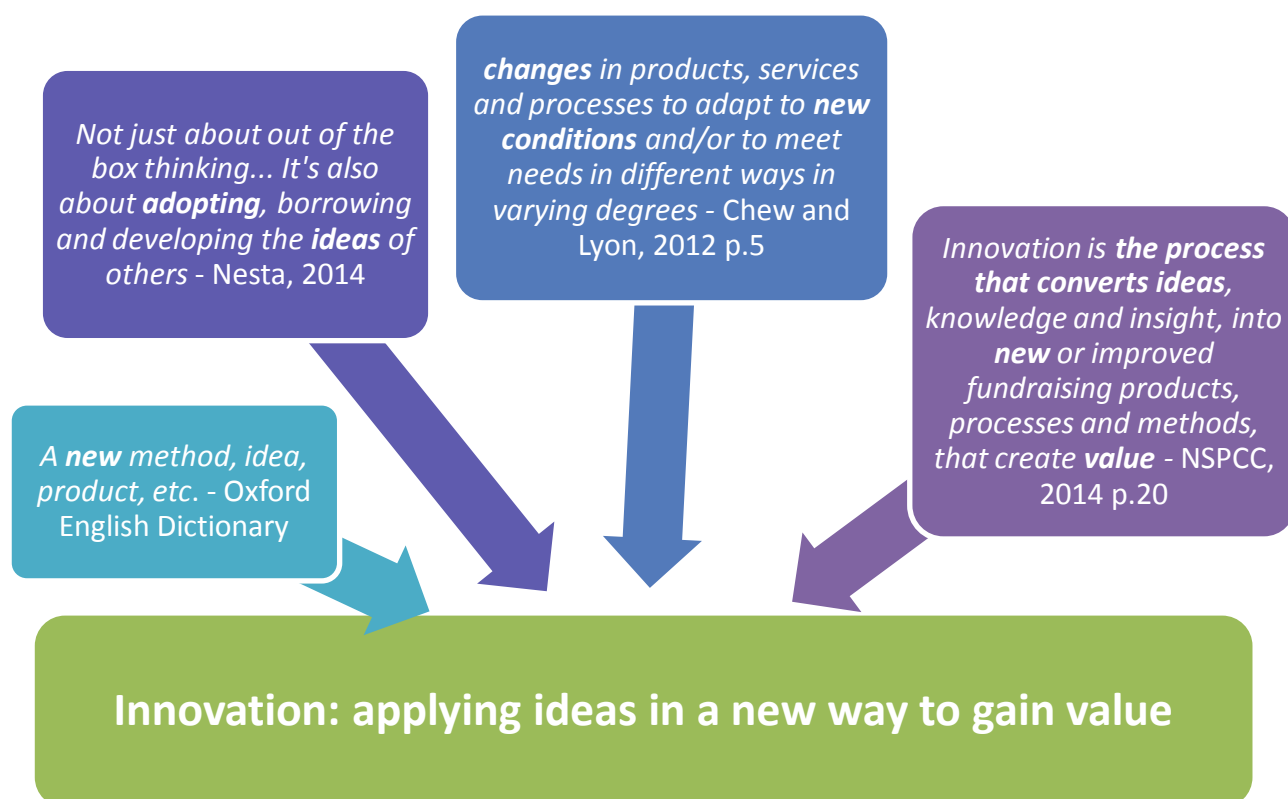 Not just about out of the
box thinking... It's also
about adopting, borrowing
and developing the ideas of
others - Nesta, 2014
changes in products, services
and processes to adapt to new
conditions and/or to meet
needs in different ways in
varying degrees - Chew and
Lyon, 2012 p.5
Innovation is the process
that converts ideas,
knowledge and insight, into
new or improved
fundraising products,
processes and methods,
that create value - NSPCC,
2014 p.20
A new method, idea,
product, etc. - Oxford
English Dictionary
Innovation: applying ideas in a new way to gain value